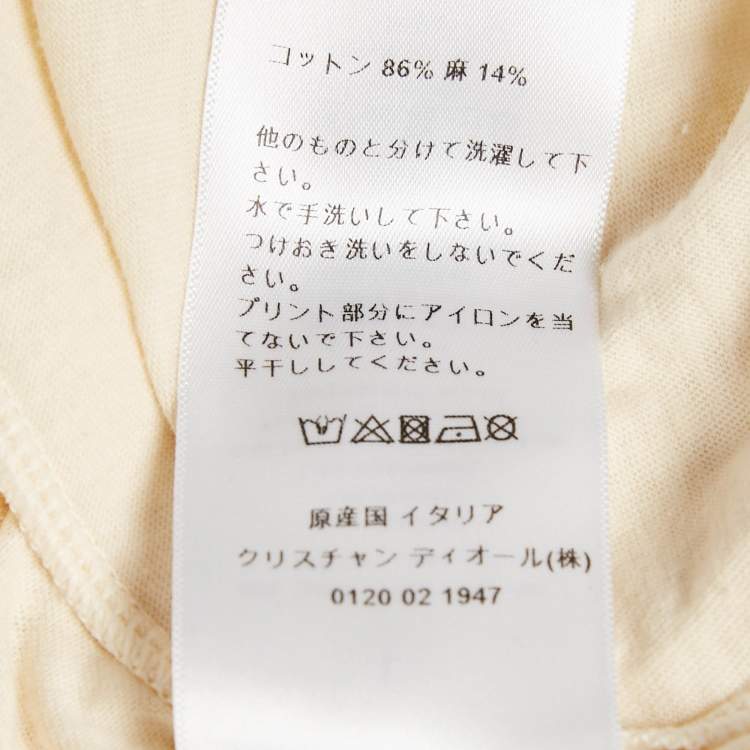 コットン 86% 麻 14%
他のものと分けて洗濯して下
さい。
水で手洗いして下さい。
つけおき洗いをしないでくだ
さい。
プリント部分にアイロンを当
てないで下さい。
平干ししてください。
原産国 イタリア
クリスチャン ディオール(株)
0120 02 1947